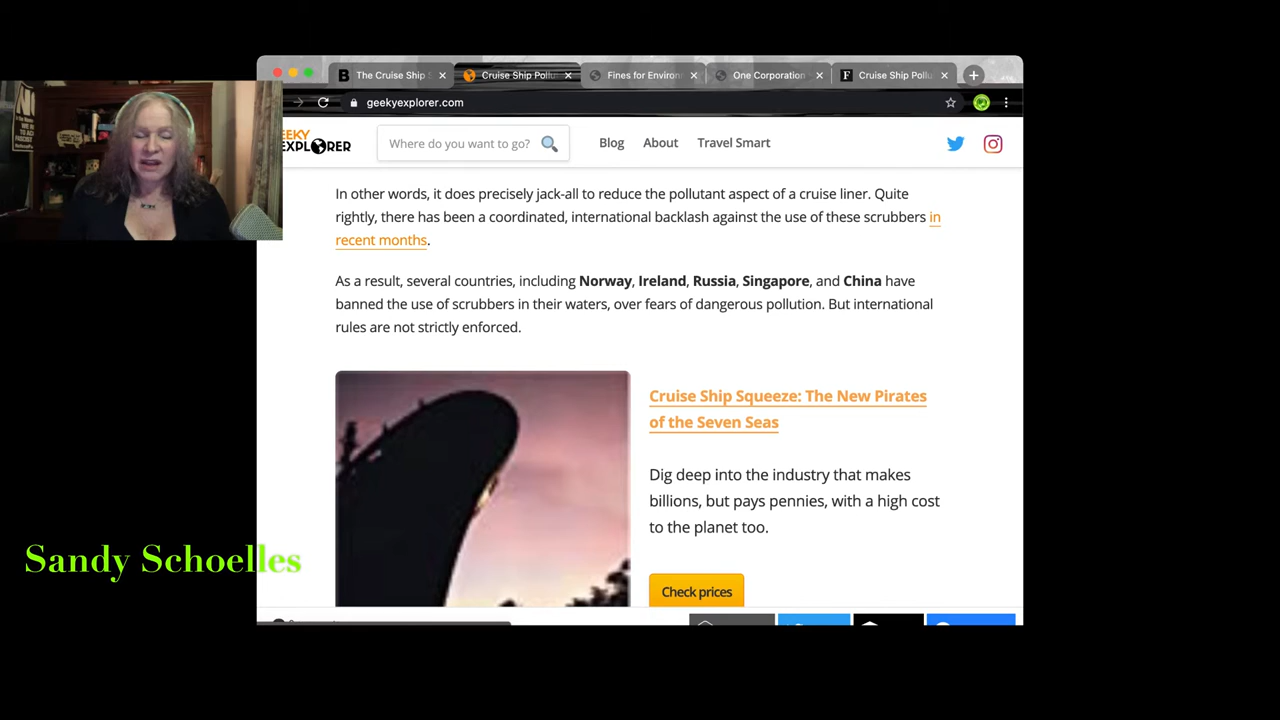 The Cruise Ship
Cruise Ship Pollu
Fines for Environ
One Corporation
Cruise Ship Pollu
geekyexplorer.com
EEKY
EXPLORER
Where do you want to go?
Blog
About
Travel Smart
In other words, it does precisely jack-all to reduce the pollutant aspect of a cruise liner. Quite
rightly, there has been a coordinated, international backlash against the use of these scrubbers in
recent months.
As a result, several countries, including Norway, Ireland, Russia, Singapore, and China have
banned the use of scrubbers in their waters, over fears of dangerous pollution. But international
rules are not strictly enforced.
Cruise Ship Squeeze: The New Pirates
of the Seven Seas
Dig deep into the industry that makes
billions, but pays pennies, with a high cost
to the planet too.
Check prices
Sandy Schoelles